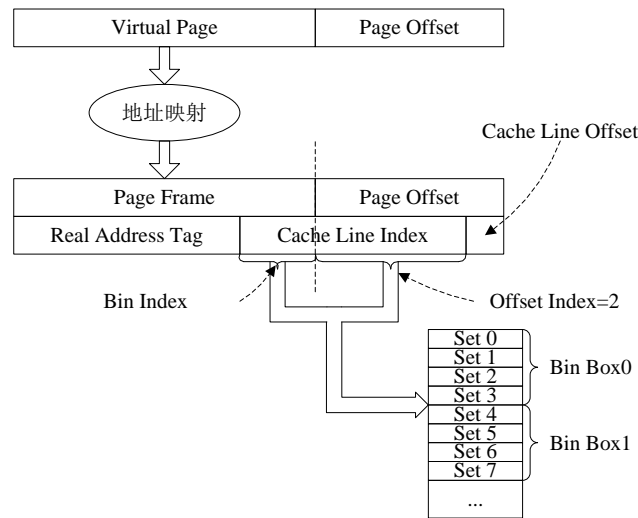 Virtual Page Page Offset
地址映射
Cache Line Offset
Page Frame Page Offset
Real Address Tag Cache Line Index
Bin Index Offset Index=2
Set 0
Set 1
Set 2
Set 3
Bin Box0
Set 4
Set 5
Set 6
Set 7
Bin Box1
...